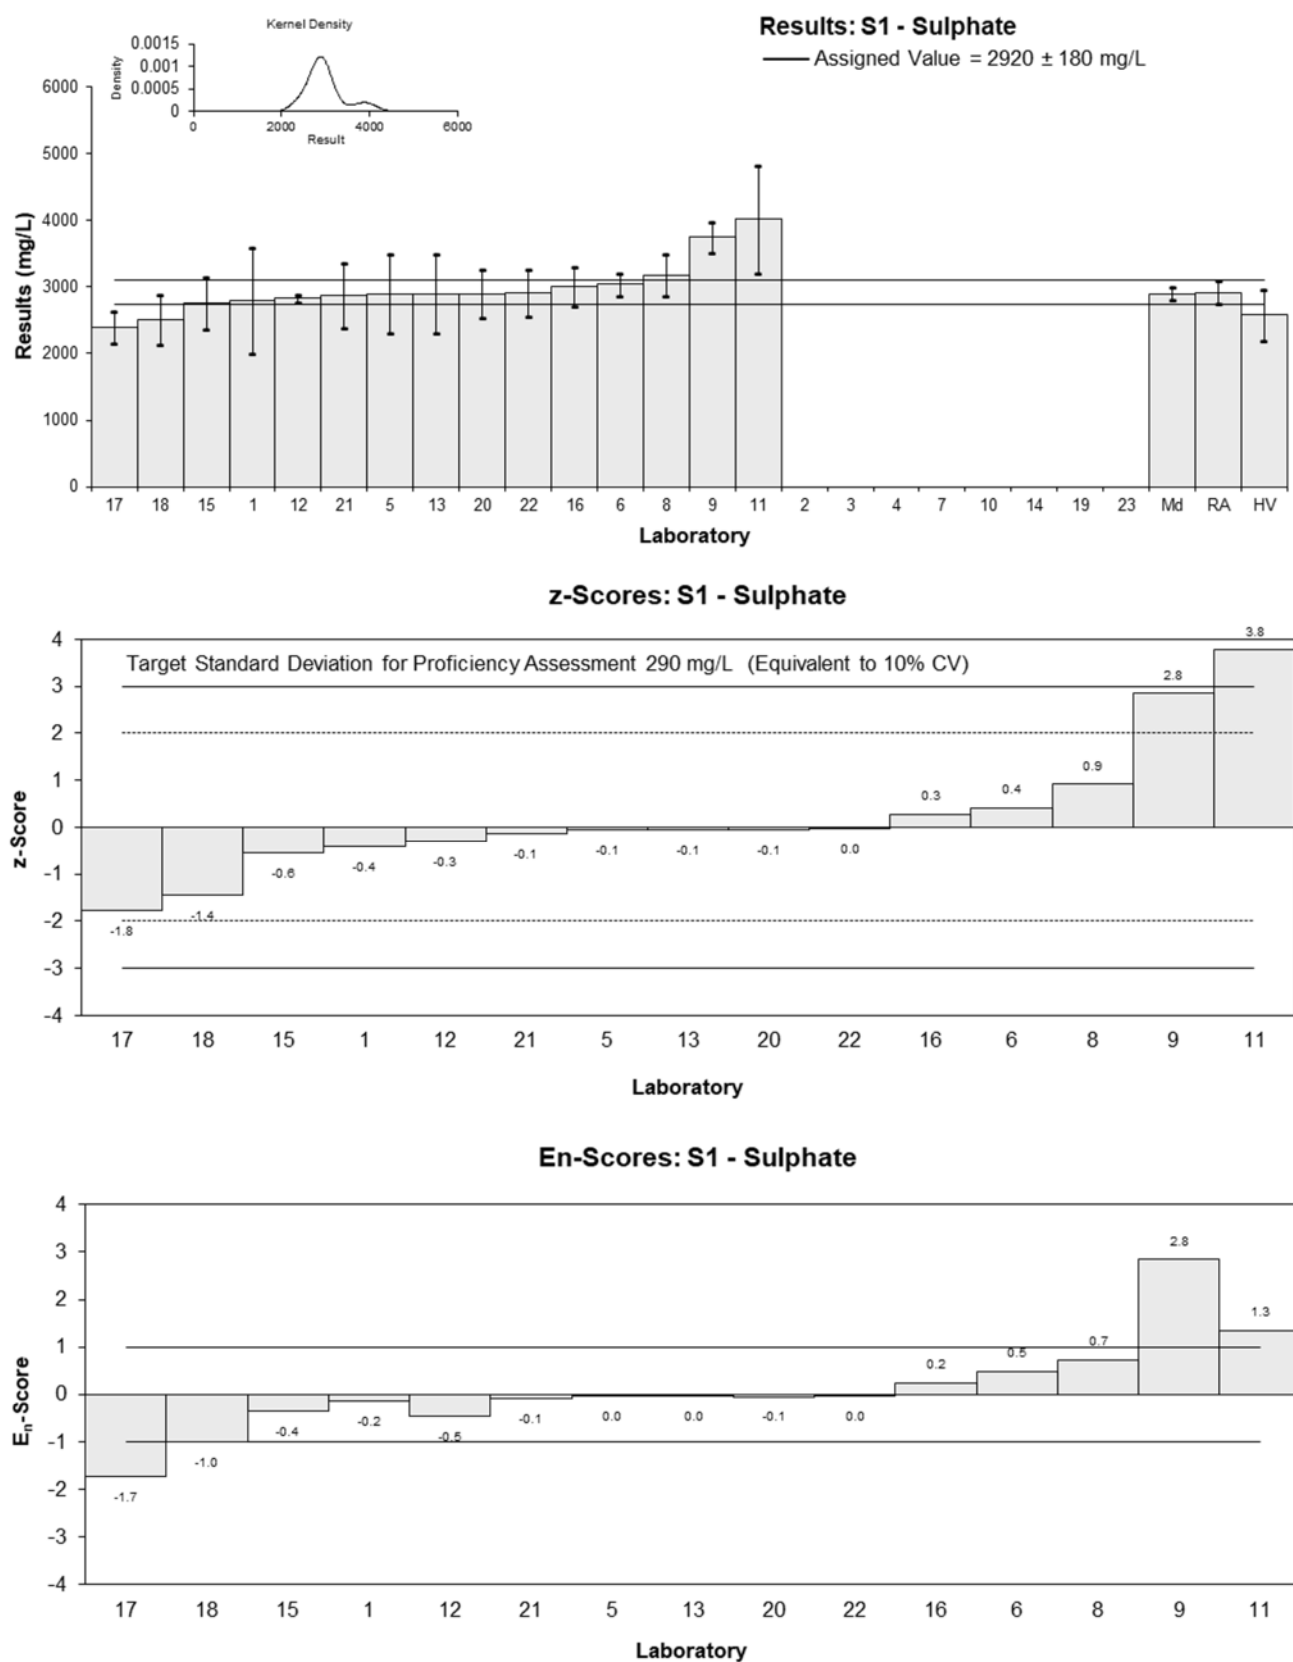 Results: S1 - Sulphate
Assigned Value = 2920 ± 180 mg/L
Kernel Density
Density
0.0015
0.001
0.0005
0
0 2000 4000 6000
Result
Results (mg/L)
6000
5000
4000
3000
2000
1000
0
17 18 15 1 12 21 5 13 20 22 16 6 8 9 11 2 3 4 7 10 14 19 23 Md RA HV
Laboratory
z-Scores: S1 - Sulphate
Target Standard Deviation for Proficiency Assessment 290 mg/L (Equivalent to 10% CV)
z-Score
4
3
2
1
0
-1
-2
-3
-4
-1.8 -1.4 -0.6 -0.4 -0.3 -0.1 -0.1 -0.1 -0.1 0.0 0.3 0.4 0.9 2.8 3.8
17 18 15 1 12 21 5 13 20 22 16 6 8 9 11
Laboratory
En-Scores: S1 - Sulphate
En-Score
4
3
2
1
0
-1
-2
-3
-4
-1.7 -1.0 -0.4 -0.2 -0.5 -0.1 0.0 0.0 -0.1 0.0 0.2 0.5 0.7 2.8 1.3
17 18 15 1 12 21 5 13 20 22 16 6 8 9 11
Laboratory